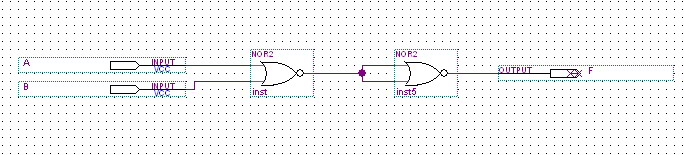 A INPUT
VCC
B INPUT
VCC
NOR2
inst
NOR2
inst5
OUTPUT F